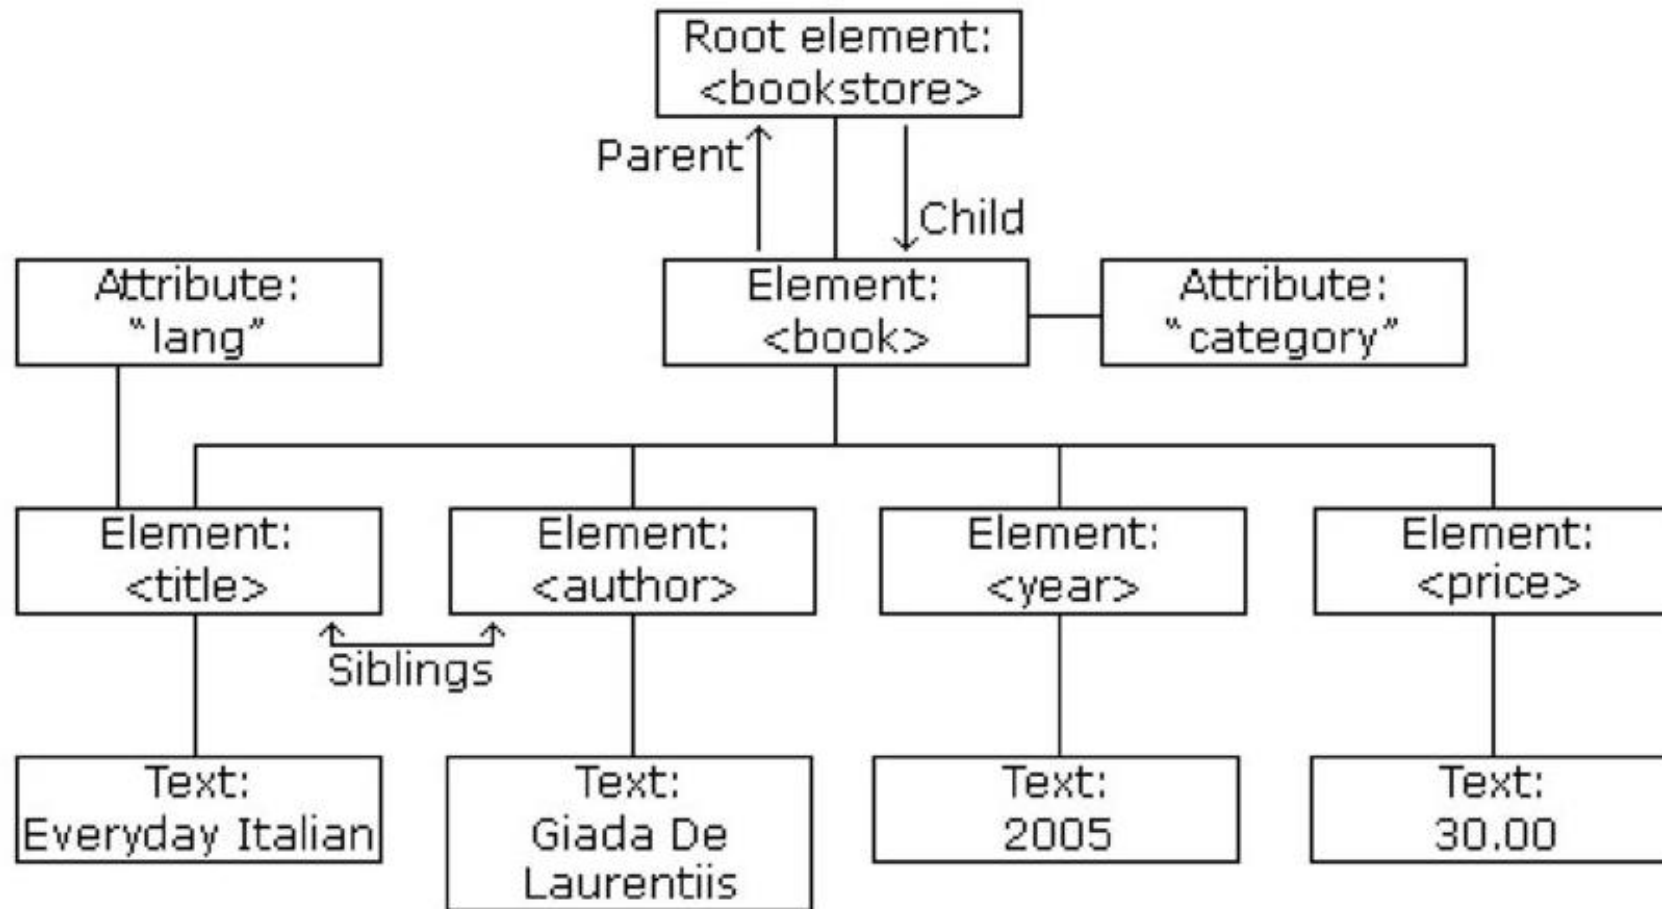 Root element:
<bookstore>
Parent
Child
Attribute:
“lang”
Element:
<book>
Attribute:
“category”
Element:
<title>
Element:
<author>
Element:
<year>
Element:
<price>
Siblings
Text:
Everyday Italian
Text:
Giada De
Laurentiis
Text:
2005
Text:
30.00